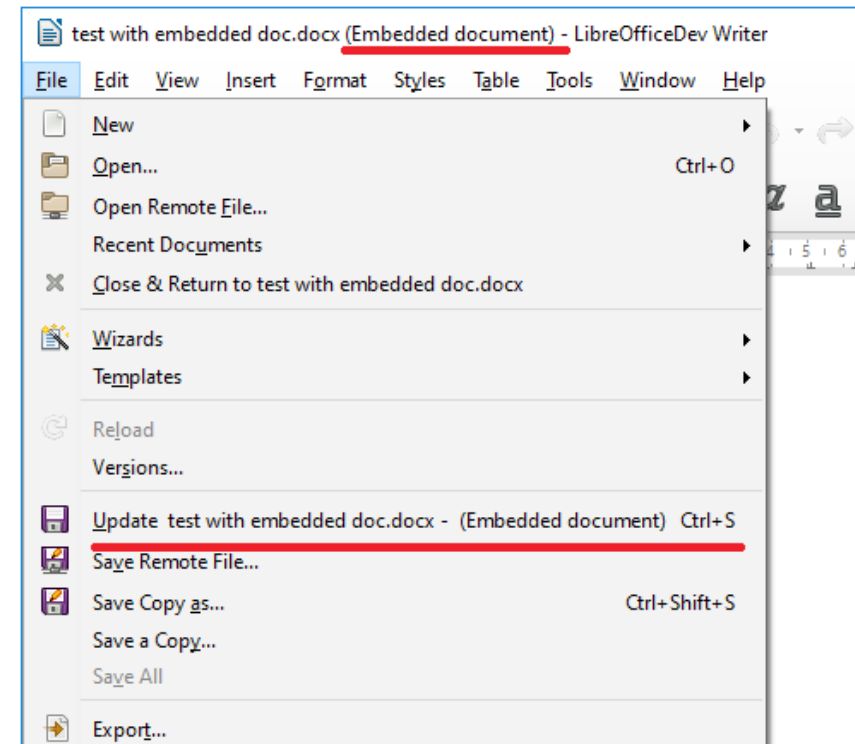 test with embedded doc.docx (Embedded document) - LibreOfficeDev Writer
File Edit View Insert Format Styles Table Tools Window Help
New
Open... Ctrl+O
Open Remote File...
Recent Documents
Close & Return to test with embedded doc.docx
Wizards
Templates
Reload
Versions...
Update  test with embedded doc.docx -  (Embedded document) Ctrl+S
Save Remote File...
Save Copy as... Ctrl+Shift+S
Save a Copy...
Save All
Export...
a a
4 5 6